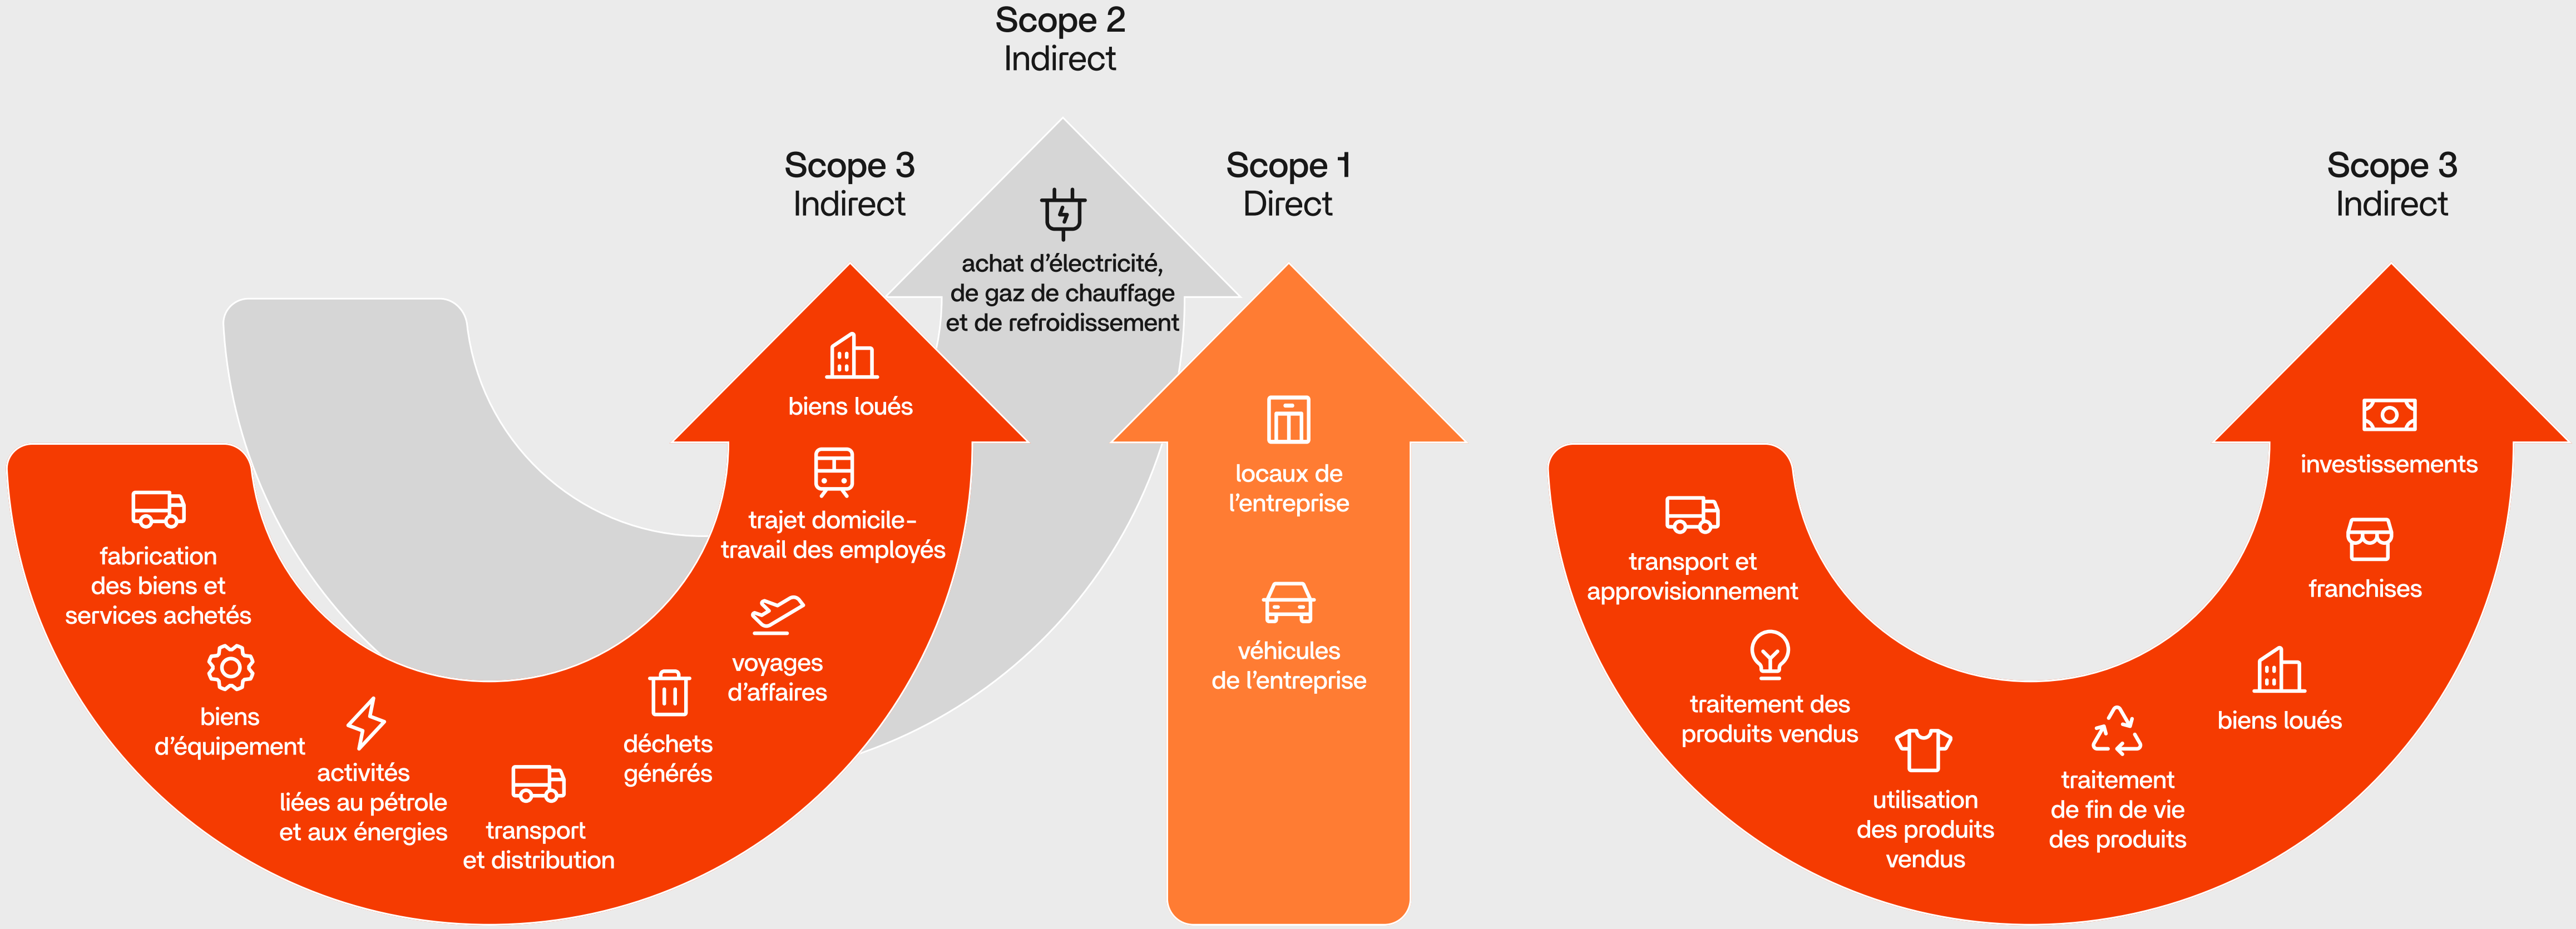 Scope 2
Indirect
achat d’électricité,
de gaz de chauffage
et de refroidissement
Scope 3
Indirect
biens loués
trajet domicile-
travail des employés
voyages
d’affaires
déchets
générés
transport
et distribution
activités
liées au pétrole
et aux énergies
biens
d’équipement
fabrication
des biens et
services achetés
Scope 1
Direct
locaux de
l’entreprise
véhicules
de l’entreprise
Scope 3
Indirect
investissements
franchises
biens loués
traitement
de fin de vie
des produits
utilisation
des produits
vendus
traitement des
produits vendus
transport et
approvisionnement